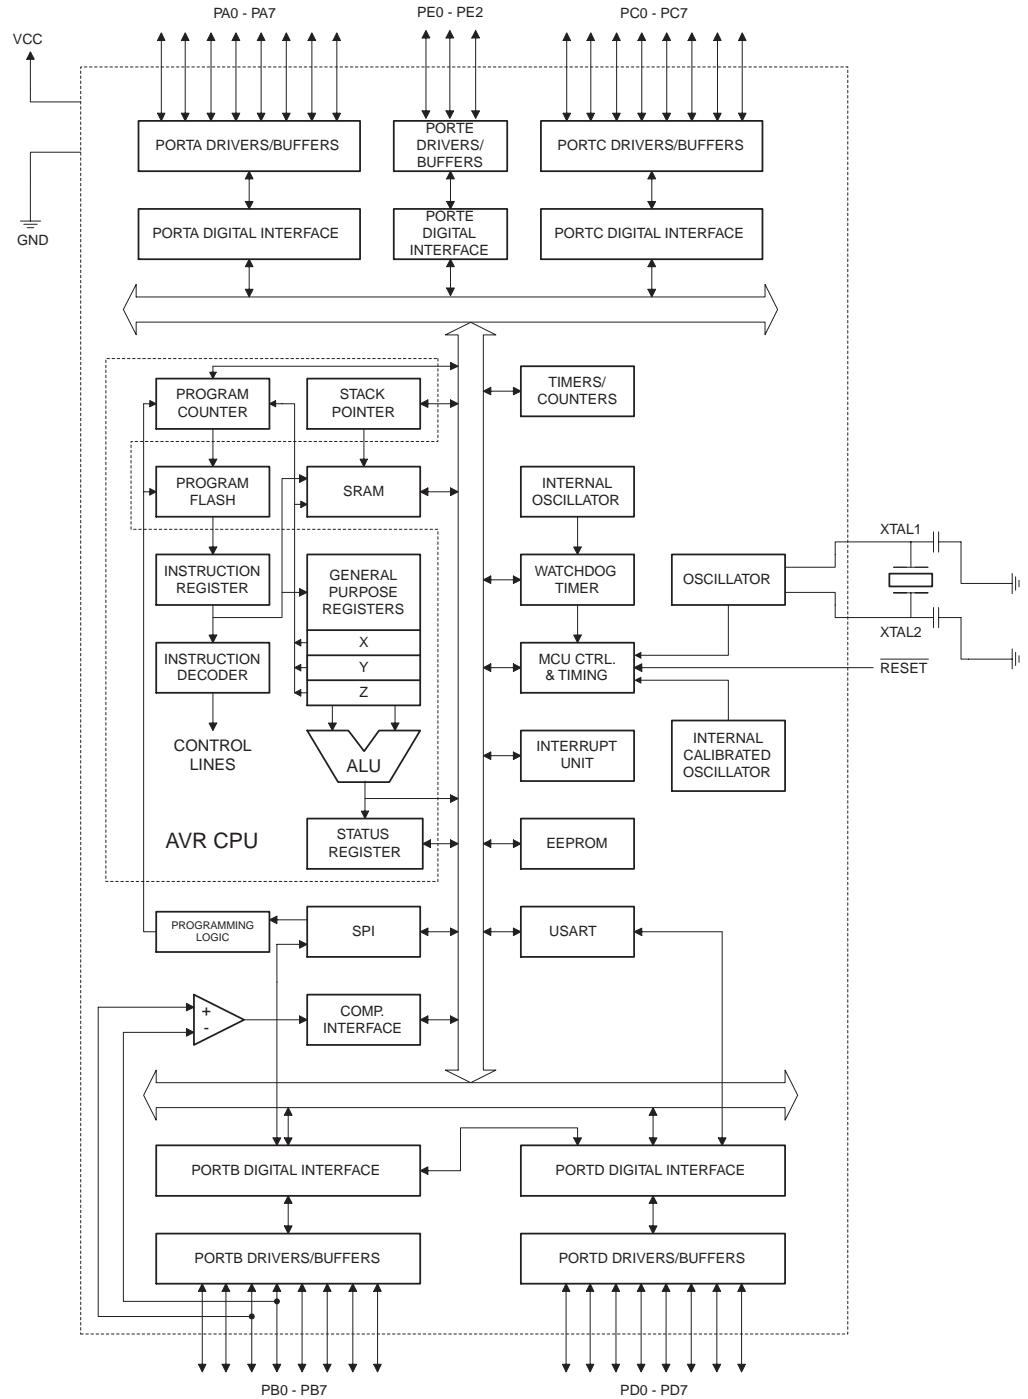 PA0 - PA7
PE0 - PE2
PC0 - PC7
VCC
GND
PORTA DRIVERS/BUFFERS
PORTE
DRIVERS/
BUFFERS
PORTC DRIVERS/BUFFERS
PORTA DIGITAL INTERFACE
PORTE
DIGITAL
INTERFACE
PORTC DIGITAL INTERFACE
PROGRAM
COUNTER
STACK
POINTER
TIMERS/
COUNTERS
PROGRAM
FLASH
SRAM
INTERNAL
OSCILLATOR
XTAL1
INSTRUCTION
REGISTER
GENERAL
PURPOSE
REGISTERS
WATCHDOG
TIMER
OSCILLATOR
XTAL2
X
Y
Z
INSTRUCTION
DECODER
MCU CTRL.
& TIMING
RESET
CONTROL
LINES
ALU
INTERRUPT
UNIT
INTERNAL
CALIBRATED
OSCILLATOR
AVR CPU
STATUS
REGISTER
EEPROM
PROGRAMMING
LOGIC
SPI
USART
+
-
COMP.
INTERFACE
PORTB DIGITAL INTERFACE
PORTD DIGITAL INTERFACE
PORTB DRIVERS/BUFFERS
PORTD DRIVERS/BUFFERS
PB0 - PB7
PD0 - PD7